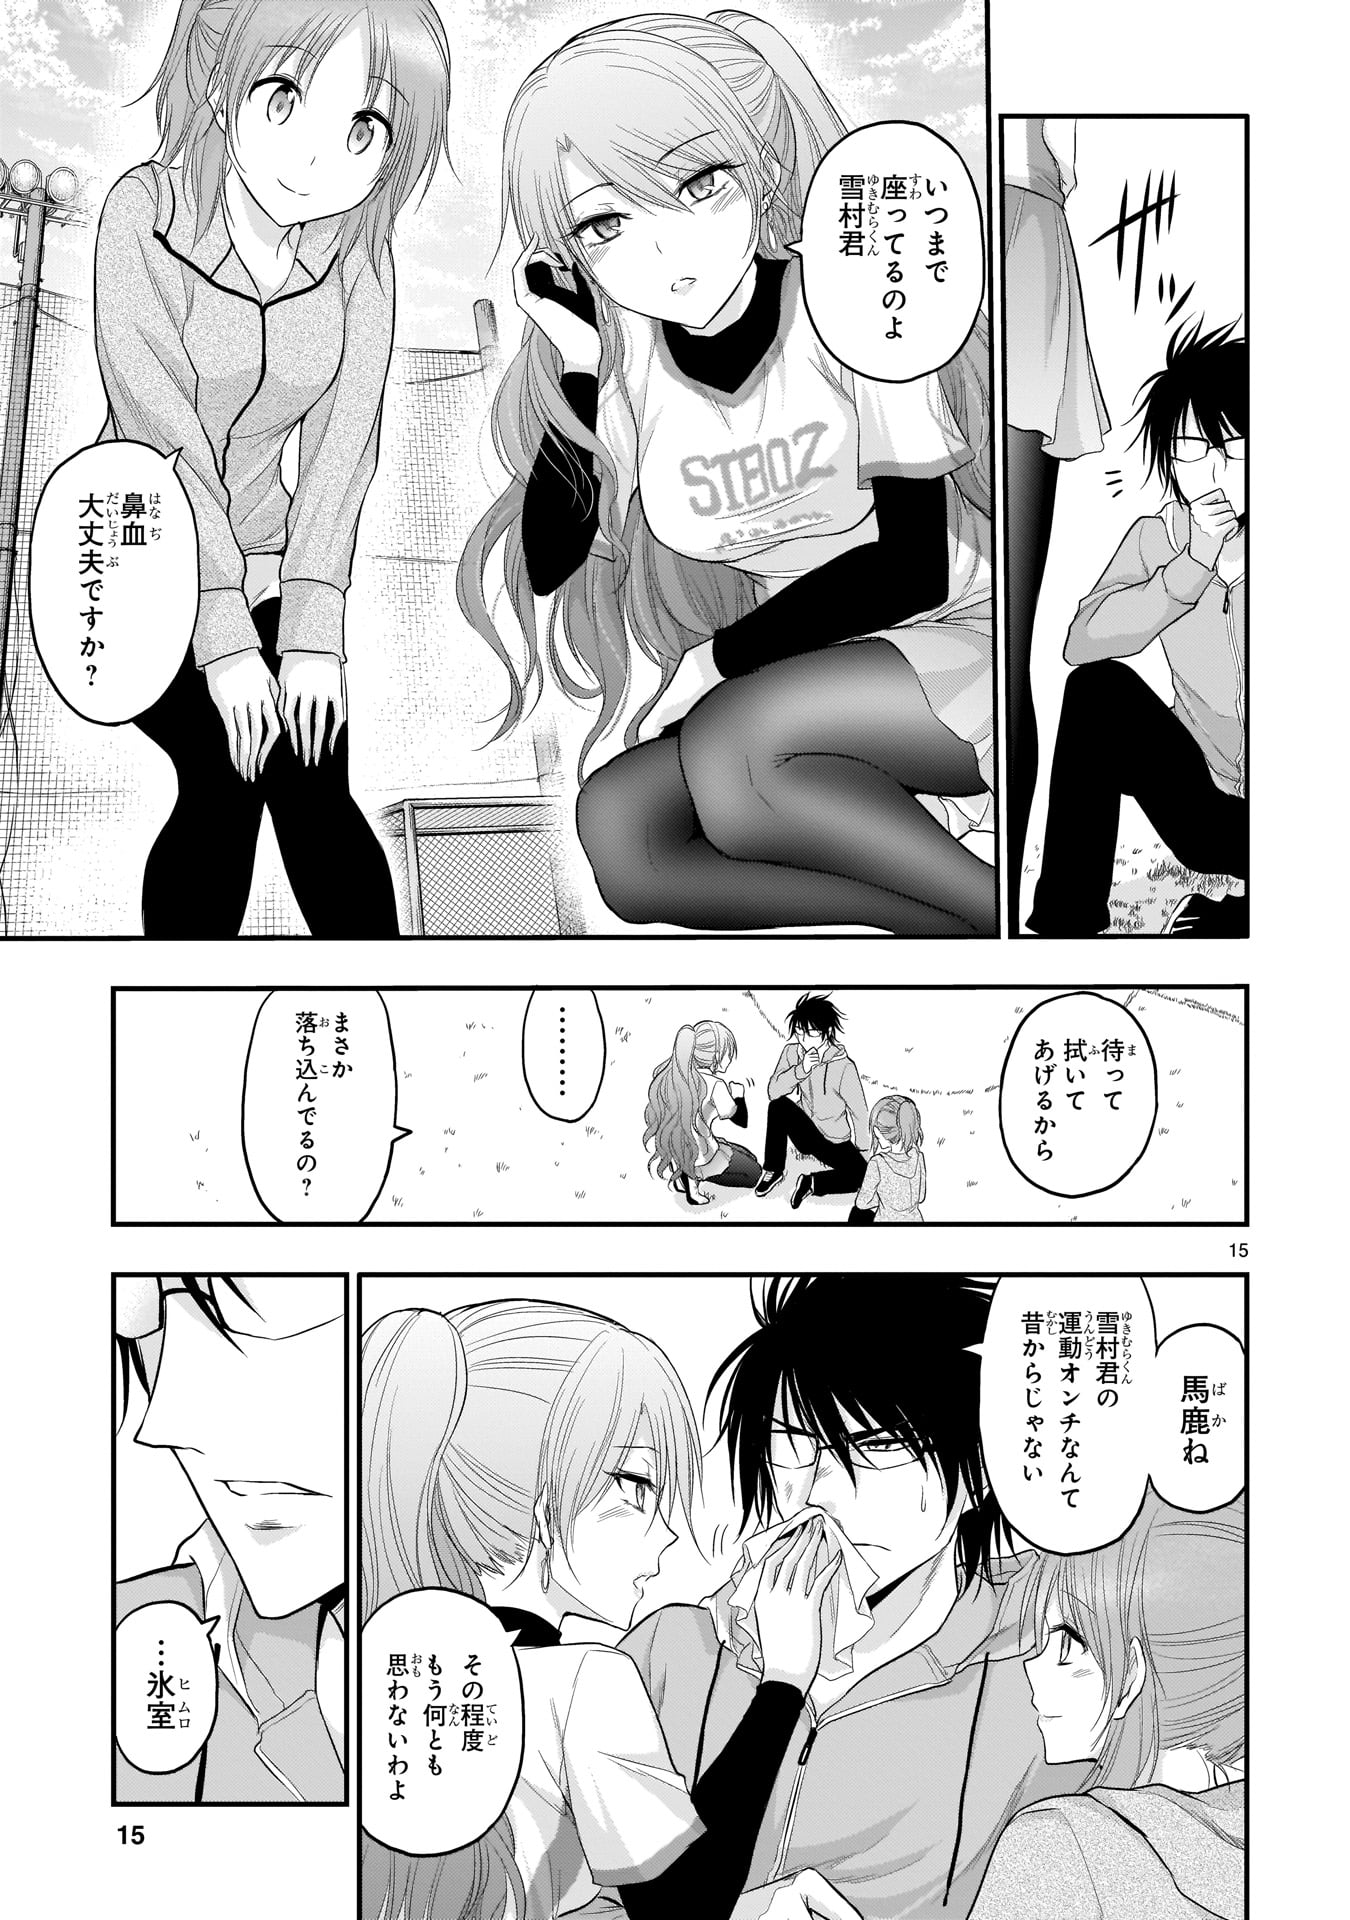 ザッ
いつまで
座ってるのよ
雪村君
SIBOZ
鼻血
大丈夫ですか？
待って
拭いて
あげるから
………
まさか
落ち込んでるの？
15
馬鹿ね
雪村君の
運動オンチなんて
昔からじゃない
その程度
もう何とも
思わないわよ
…氷室
15